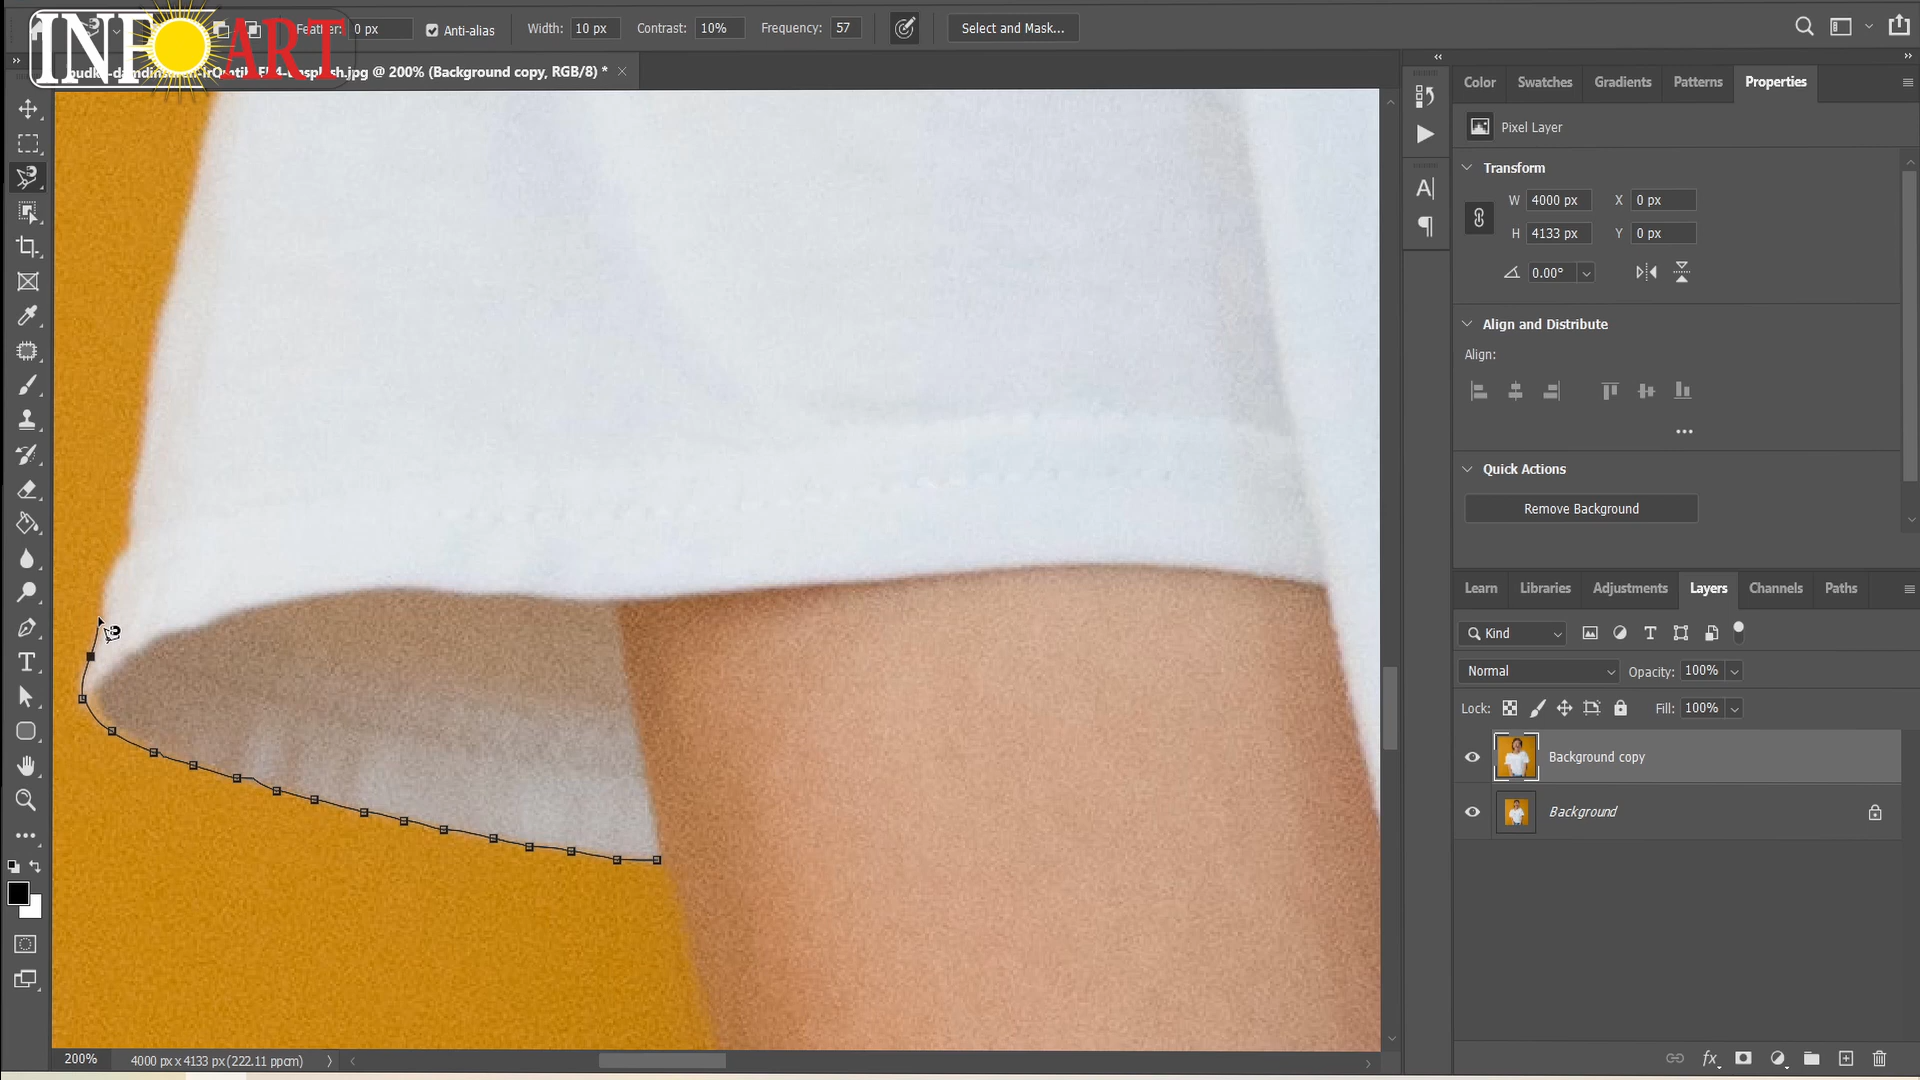 INFO ART
Feather: 0 px Anti-alias Width: 10 px Contrast: 10% Frequency: 57 Select and Mask...
.jpg @ 200% (Background copy, RGB/8) *
Color Swatches Gradients Patterns Properties
Pixel Layer
Transform
W 4000 px X 0 px
H 4133 px Y 0 px
0.00°
Align and Distribute
Align:
Quick Actions
Remove Background
Learn Libraries Adjustments Layers Channels Paths
Kind
Normal Opacity: 100%
Lock: Fill: 100%
Background copy
Background
200% 4000 px x 4133 px (222.11 ppcm)